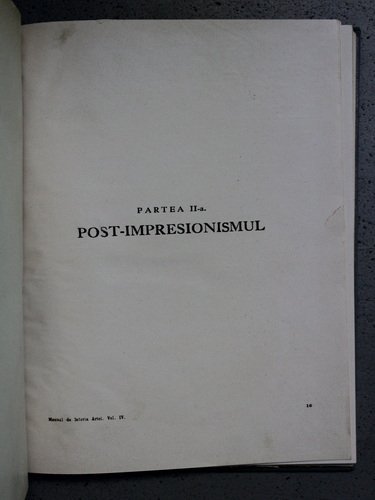 PARTEA II-a.
POST-IMPRESIONISMUL
Manual de Istoria Artei. Vol. IV.
10